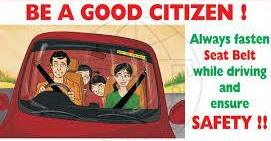 BE A GOOD CITIZEN !
Always fasten
Seat Belt
while driving
and
ensure
SAFETY !!